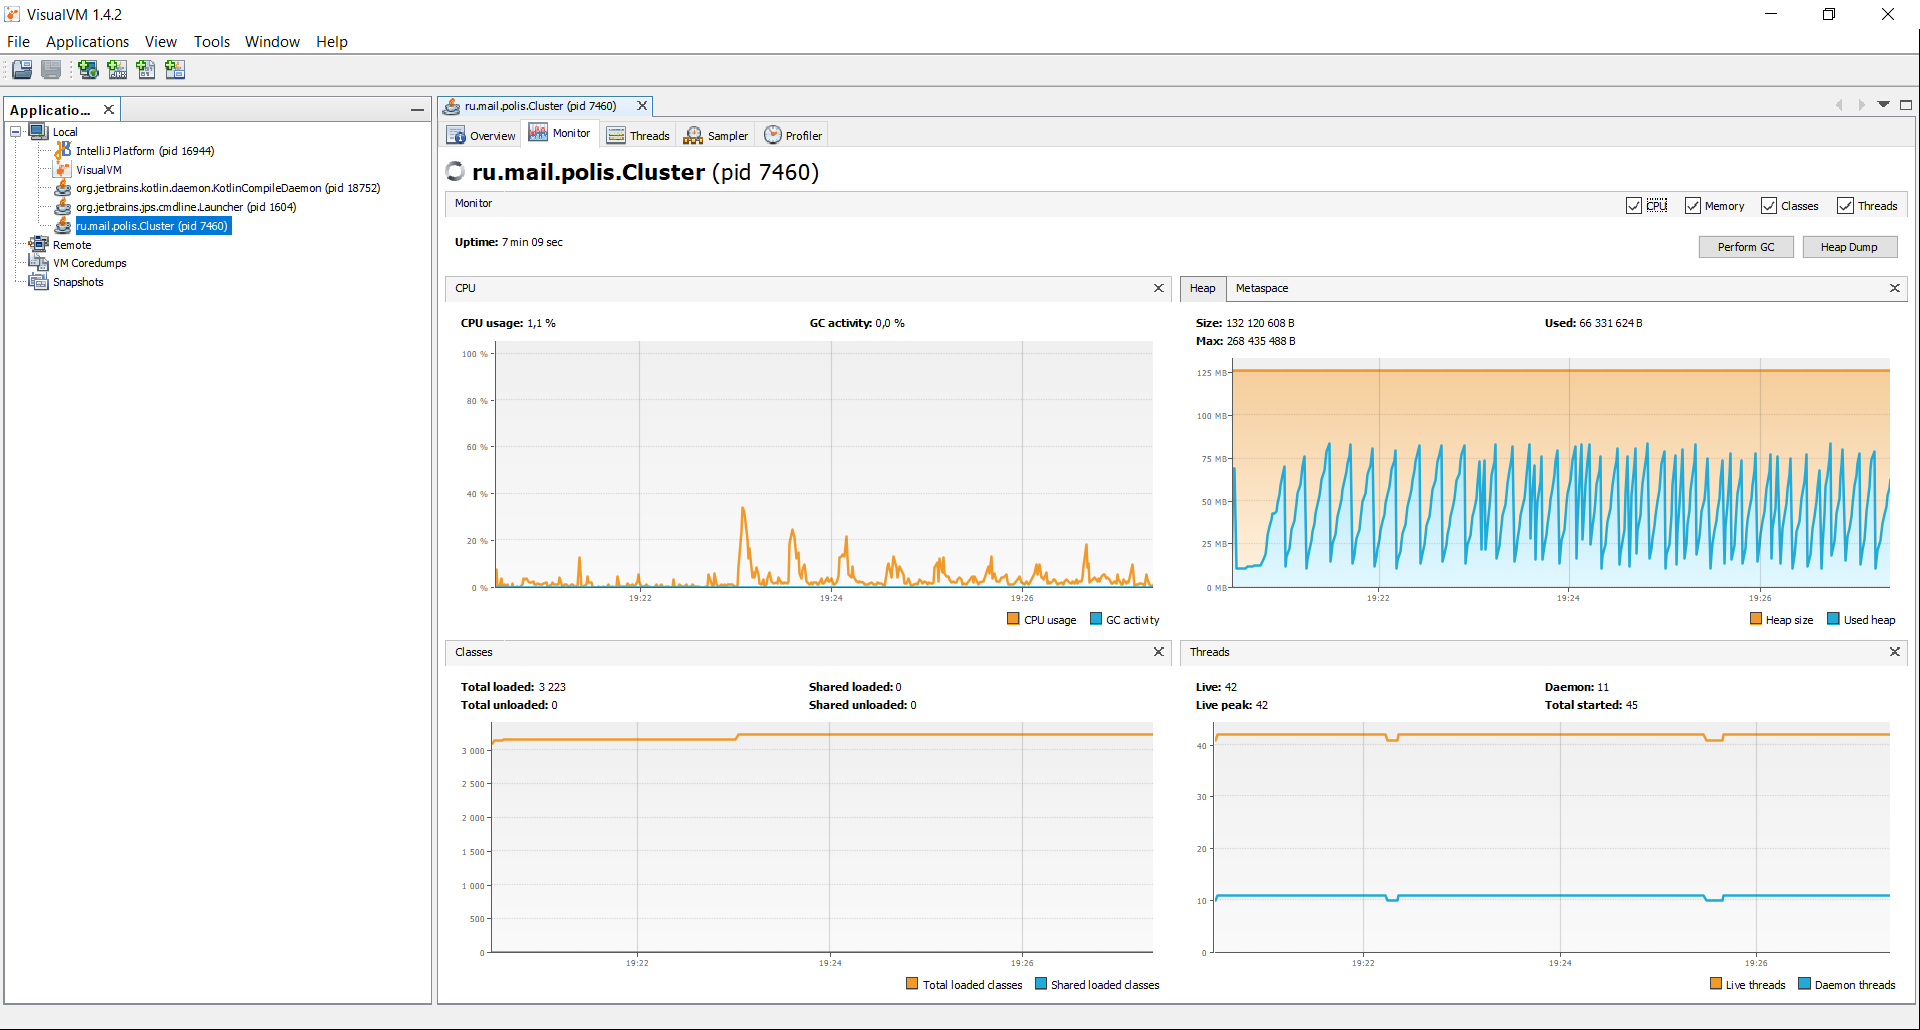 VisualVM 1.4.2
File Applications View Tools Window Help
Applicatio...
Local
IntelliJ Platform (pid 16944)
VisualVM
org.jetbrains.kotlin.daemon.KotlinCompileDaemon (pid 18752)
org.jetbrains.jps.cmdline.Launcher (pid 1604)
ru.mail.polis.Cluster (pid 7460)
Remote
VM Coredumps
Snapshots
ru.mail.polis.Cluster (pid 7460)
Overview Monitor Threads Sampler Profiler
ru.mail.polis.Cluster (pid 7460)
Monitor
CPU Memory Classes Threads
Uptime: 7 min 09 sec
Perform GC Heap Dump
CPU
CPU usage: 1,1 % GC activity: 0,0 %
100 %
80 %
60 %
40 %
20 %
0 %
19:22 19:24 19:26
CPU usage GC activity
Heap Metaspace
Size: 132 120 608 B Used: 66 331 624 B
Max: 268 435 488 B
125 MB
100 MB
75 MB
50 MB
25 MB
0 MB
19:22 19:24 19:26
Heap size Used heap
Classes
Total loaded: 3 223 Shared loaded: 0
Total unloaded: 0 Shared unloaded: 0
3 000
2 500
2 000
1 500
1 000
500
0
19:22 19:24 19:26
Total loaded classes Shared loaded classes
Threads
Live: 42 Daemon: 11
Live peak: 42 Total started: 45
40
30
20
10
0
19:22 19:24 19:26
Live threads Daemon threads